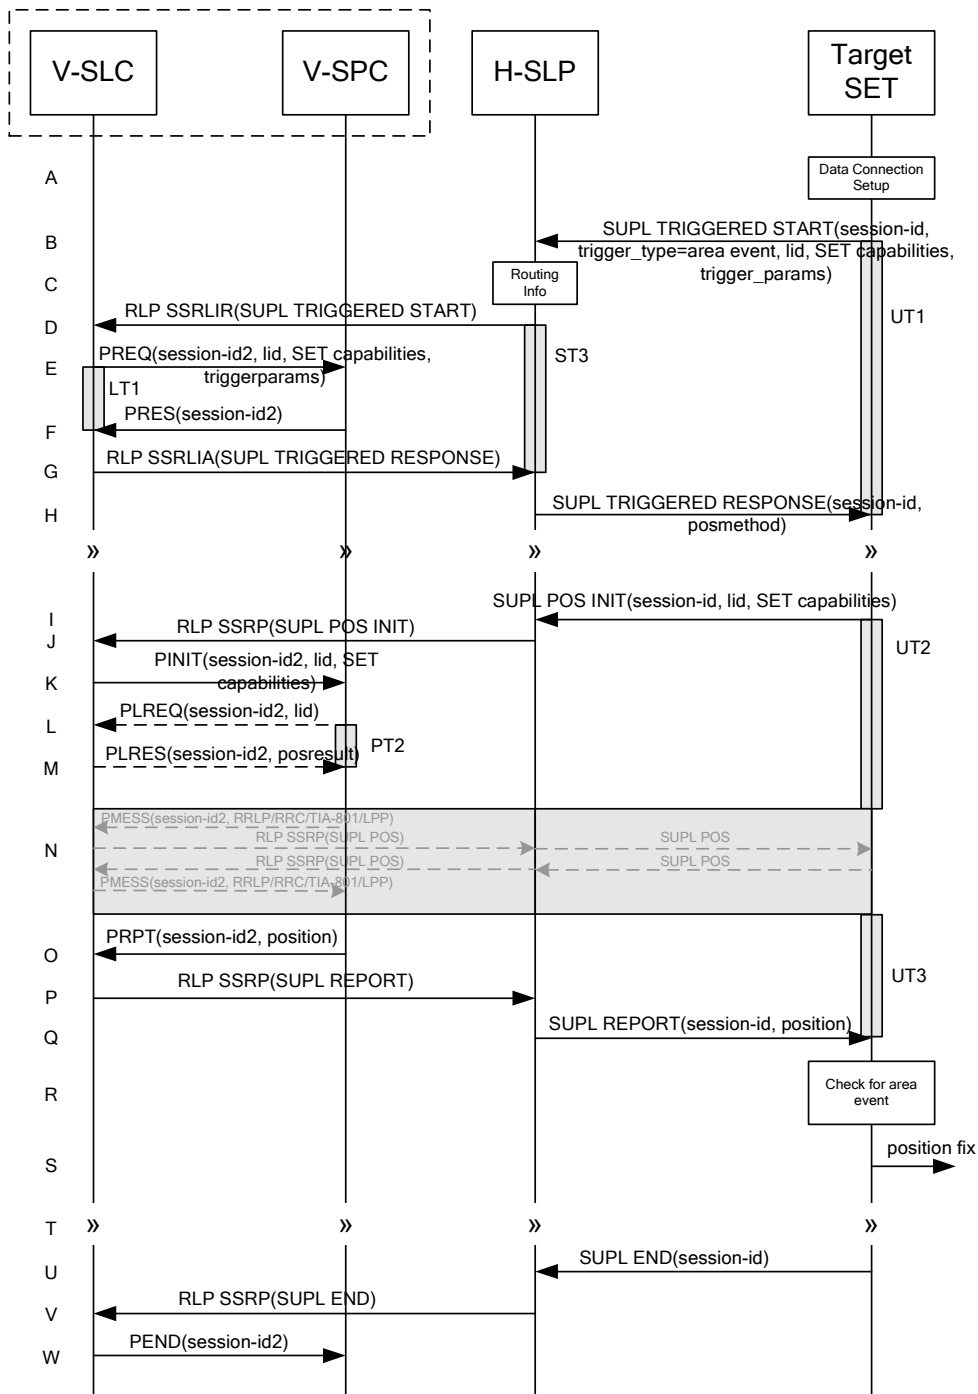 V-SLC
V-SPC
H-SLP
Target
SET
A
Data Connection
Setup
B
SUPL TRIGGERED START(session-id,
trigger_type=area event, lid, SET capabilities,
trigger_params)
C
Routing
Info
D
RLP SSRLIR(SUPL TRIGGERED START)
UT1
ST3
E
PREQ(session-id2, lid, SET capabilities,
triggerparams)
LT1
F
PRES(session-id2)
G
RLP SSRLIA(SUPL TRIGGERED RESPONSE)
H
SUPL TRIGGERED RESPONSE(session-id,
posmethod)
» » »
I
SUPL POS INIT(session-id, lid, SET capabilities)
J
RLP SSRP(SUPL POS INIT)
UT2
K
PINIT(session-id2, lid, SET
capabilities)
L
PLREQ(session-id2, lid)
PT2
M
PLRES(session-id2, posresult)
N
PMESS(session-id2, RRLP/RRC/TIA-801/LPP)
RLP SSRP(SUPL POS)
SUPL POS
RLP SSRP(SUPL POS)
SUPL POS
PMESS(session-id2, RRLP/RRC/TIA-801/LPP)
O
PRPT(session-id2, position)
P
RLP SSRP(SUPL REPORT)
UT3
Q
SUPL REPORT(session-id, position)
R
Check for area
event
S
position fix
T
» » »
U
SUPL END(session-id)
V
RLP SSRP(SUPL END)
W
PEND(session-id2)